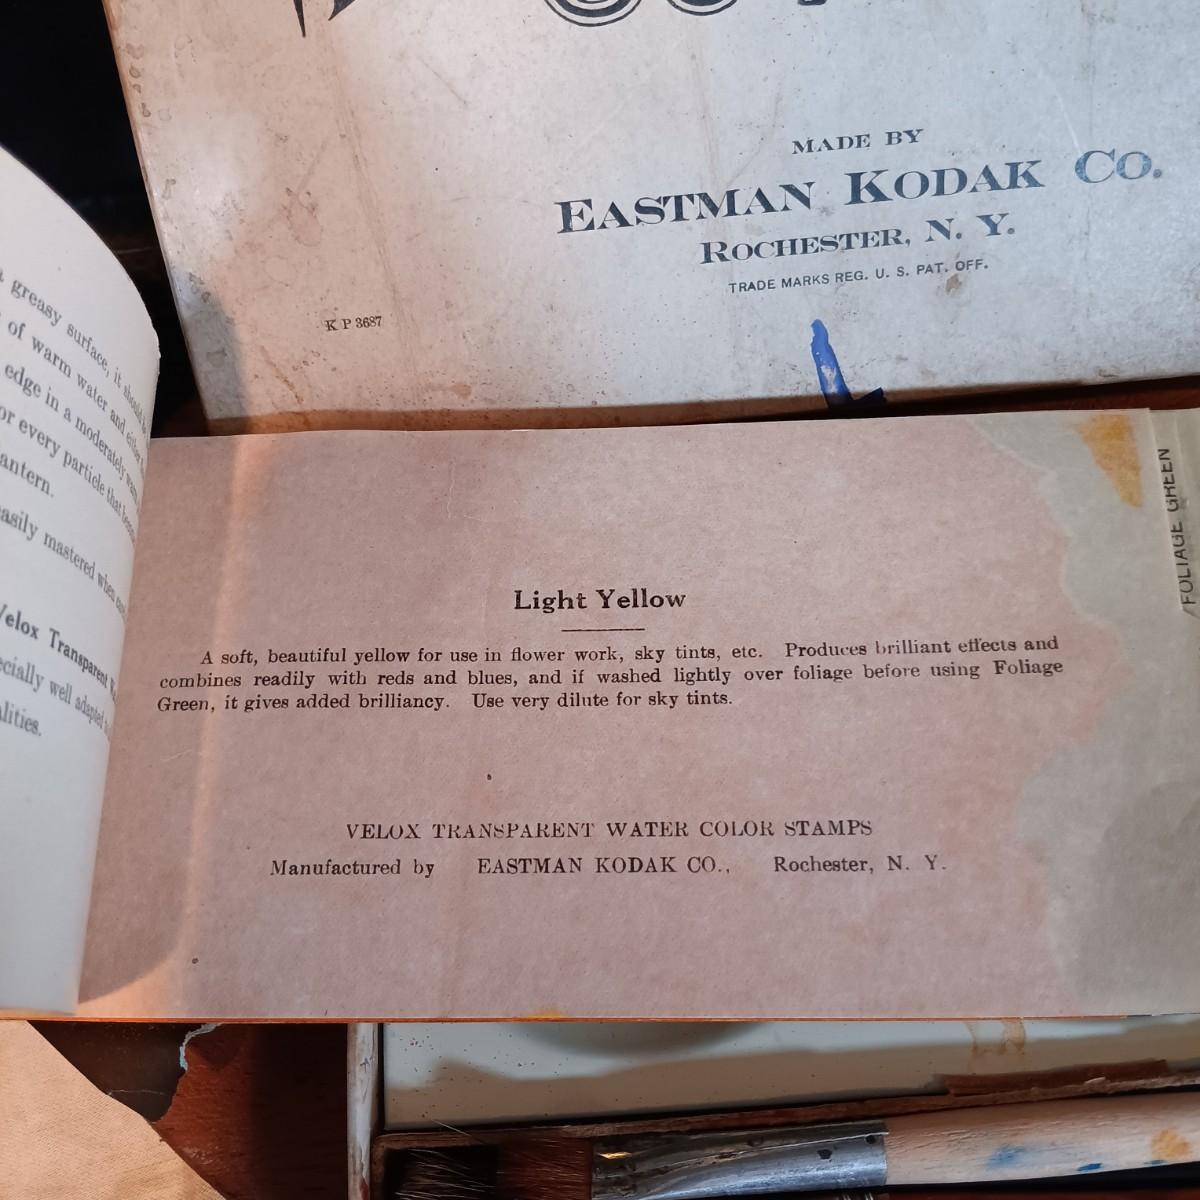 MADE BY
EASTMAN KODAK CO.
ROCHESTER, N. Y.
TRADE MARKS REG. U. S. PAT. OFF.
K P 3687
greasy surface, it should
of warm water and either
edge in a moderately warm
or every particle that
antern.
asily mastered when
Velox Transparent
ecially well adapted
alities.
Light Yellow
A soft, beautiful yellow for use in flower work, sky tints, etc. Produces brilliant effects and
combines readily with reds and blues, and if washed lightly over foliage before using Foliage
Green, it gives added brilliancy. Use very dilute for sky tints.
VELOX TRANSPARENT WATER COLOR STAMPS
Manufactured by EASTMAN KODAK CO., Rochester, N. Y.
FOLIAGE GREEN